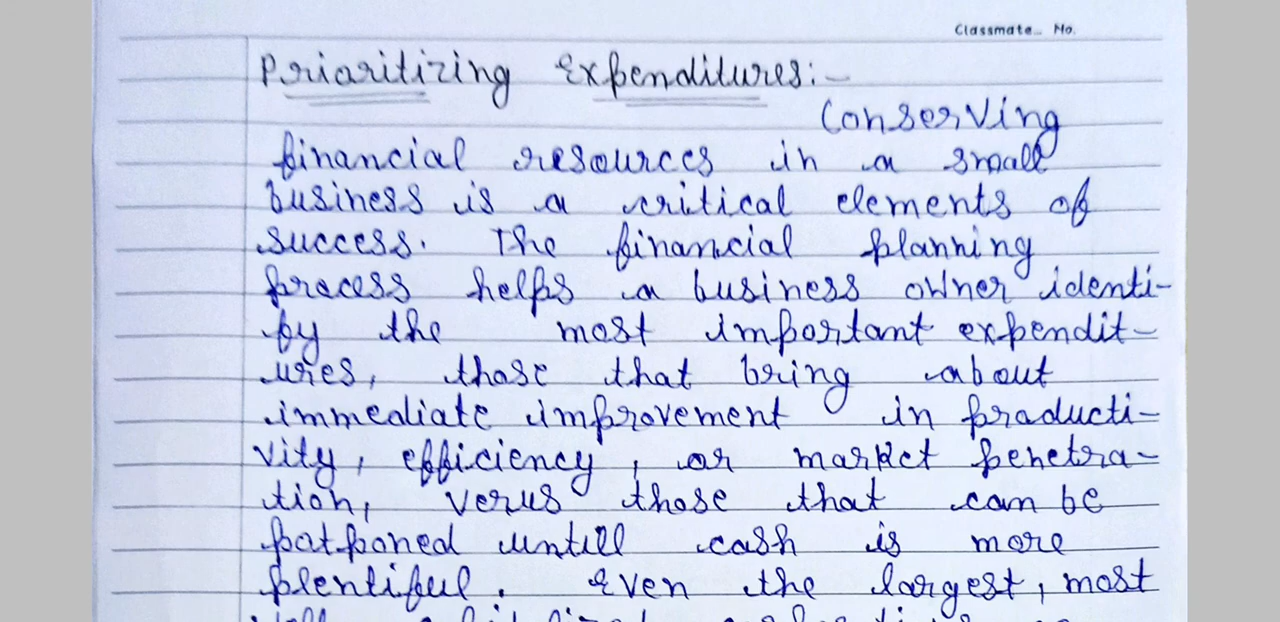 Classmate No.
Prioritizing Expenditures:-
Conserving
financial resources in a small
business is a critical elements of
success. The financial planning
process helps a business owner identi-
fy the most important expendit-
ures, those that bring about
immediate improvement in producti-
vity, efficiency, or market penetra-
tion, verus those that can be
potponed untill cash is more
plentiful. Even the largest, most